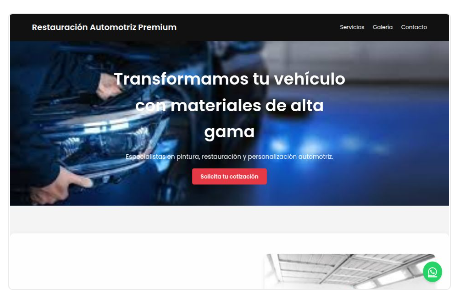 Restauración Automotriz Premium
Servicios Galería Contacto
Transformamos tu vehículo
con materiales de alta
gama
Especialistas en pintura, restauración y personalización automotriz.
Solicita tu cotización